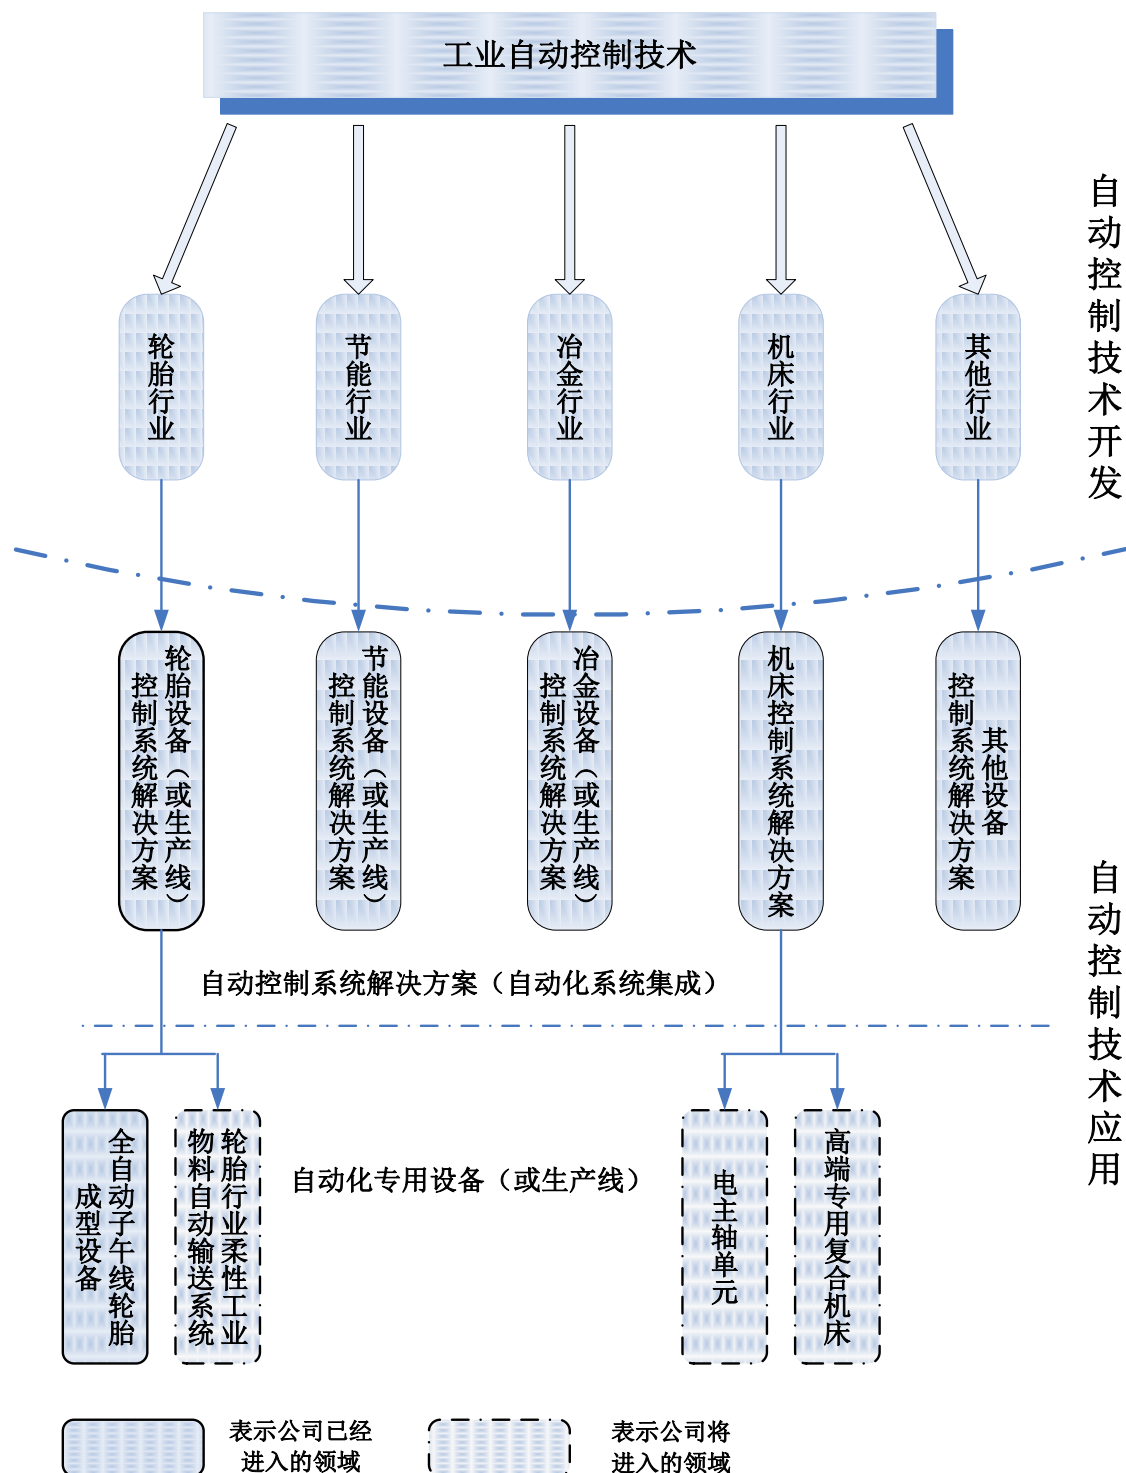 工业自动控制技术
自动控制技术开发
轮胎行业
节能行业
冶金行业
机床行业
其他行业
轮胎设备（或生产线）
控制系统解决方案
节能设备（或生产线）
控制系统解决方案
冶金设备（或生产线）
控制系统解决方案
机床控制系统解决方案
其他设备
控制系统解决方案
自动控制技术应用
自动控制系统解决方案（自动化系统集成）
全自动子午线轮胎
成型设备
轮胎行业柔性工业
物料自动输送系统
自动化专用设备（或生产线）
电主轴单元
高端专用复合机床
表示公司已经
进入的领域
表示公司将
进入的领域